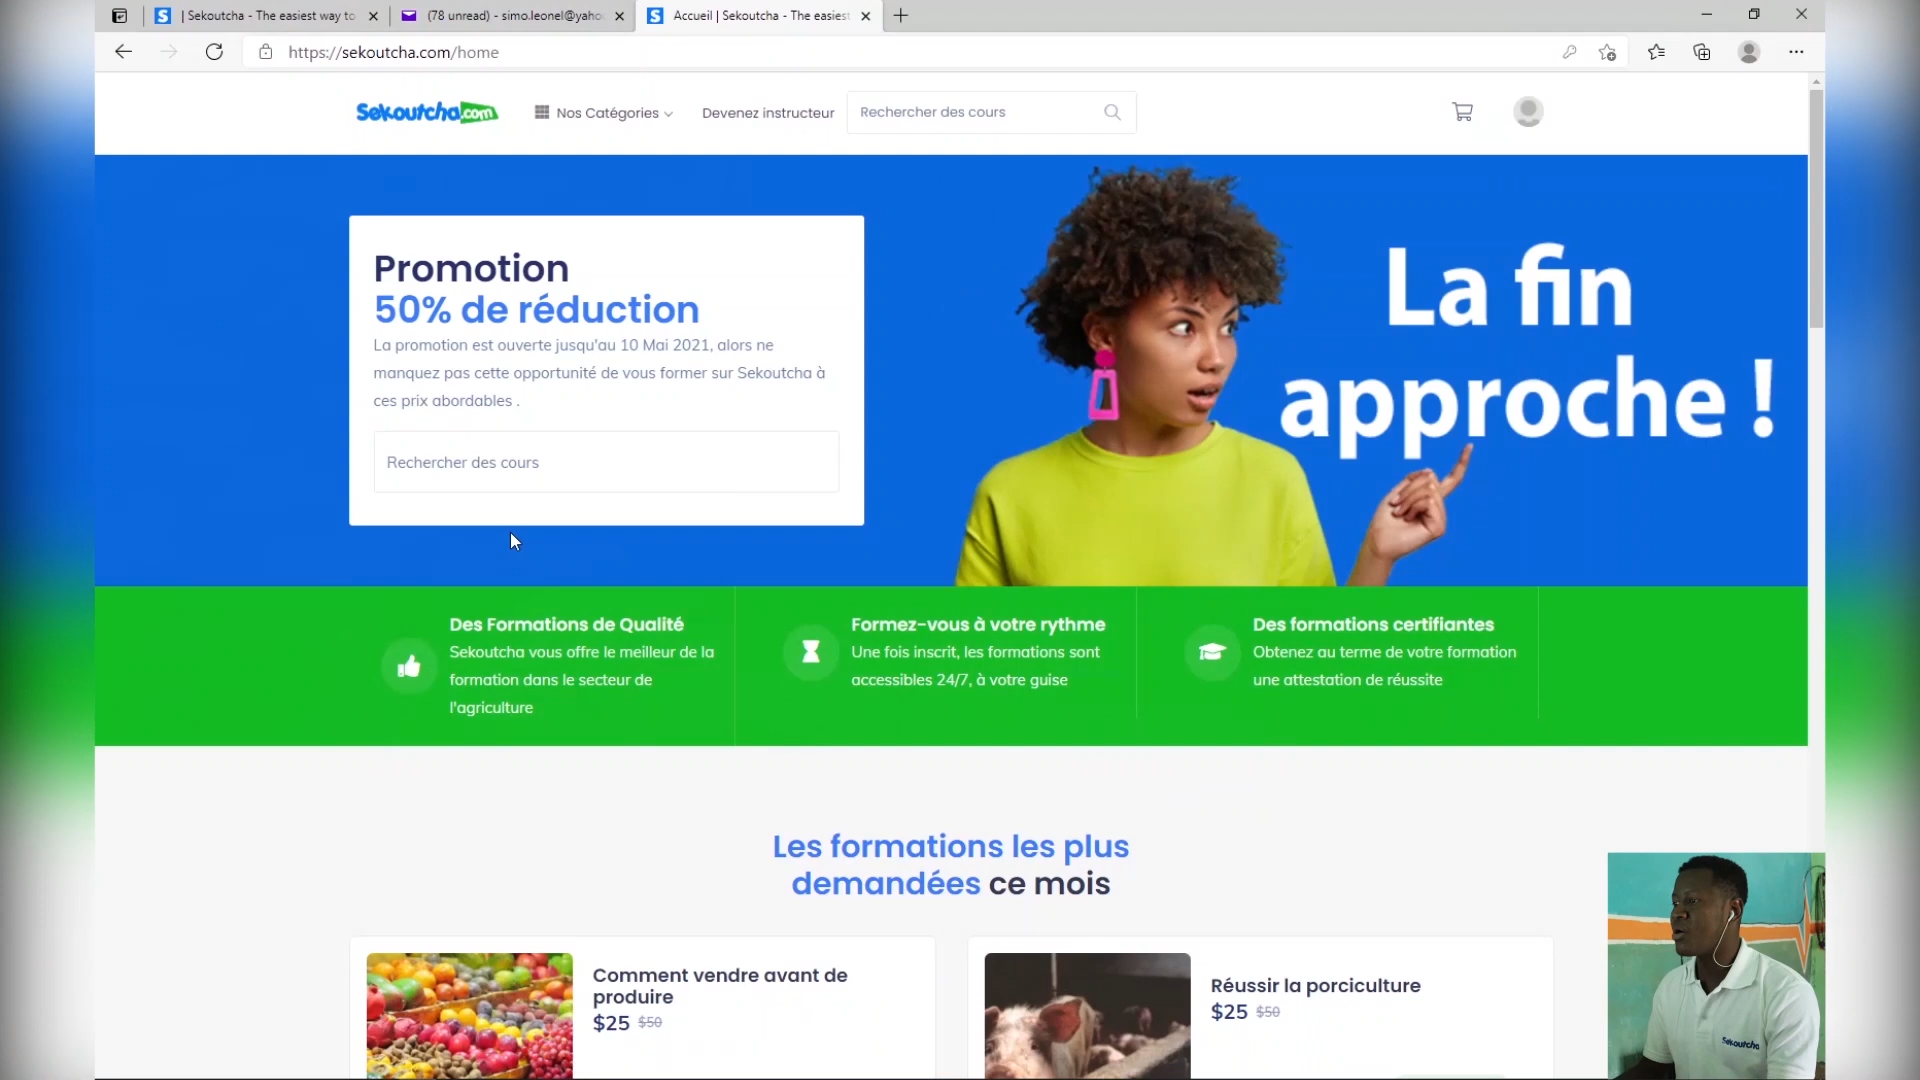 | Sekoutcha - The easiest way to
(78 unread) - simo.leonel@yaho
Accueil | Sekoutcha - The easiest
https://sekoutcha.com/home
Sekoutcha.com
Nos Catégories
Devenez instructeur
Rechercher des cours
Promotion
50% de réduction
La promotion est ouverte jusqu'au 10 Mai 2021, alors ne
manquez pas cette opportunité de vous former sur Sekoutcha à
ces prix abordables .
Rechercher des cours
La fin
approche !
Des Formations de Qualité
Sekoutcha vous offre le meilleur de la
formation dans le secteur de
l'agriculture
Formez-vous à votre rythme
Une fois inscrit, les formations sont
accessibles 24/7, à votre guise
Des formations certifiantes
Obtenez au terme de votre formation
une attestation de réussite
Les formations les plus
demandées ce mois
Comment vendre avant de
produire
$25 $50
Réussir la porciculture
$25 $50
Sekoutcha